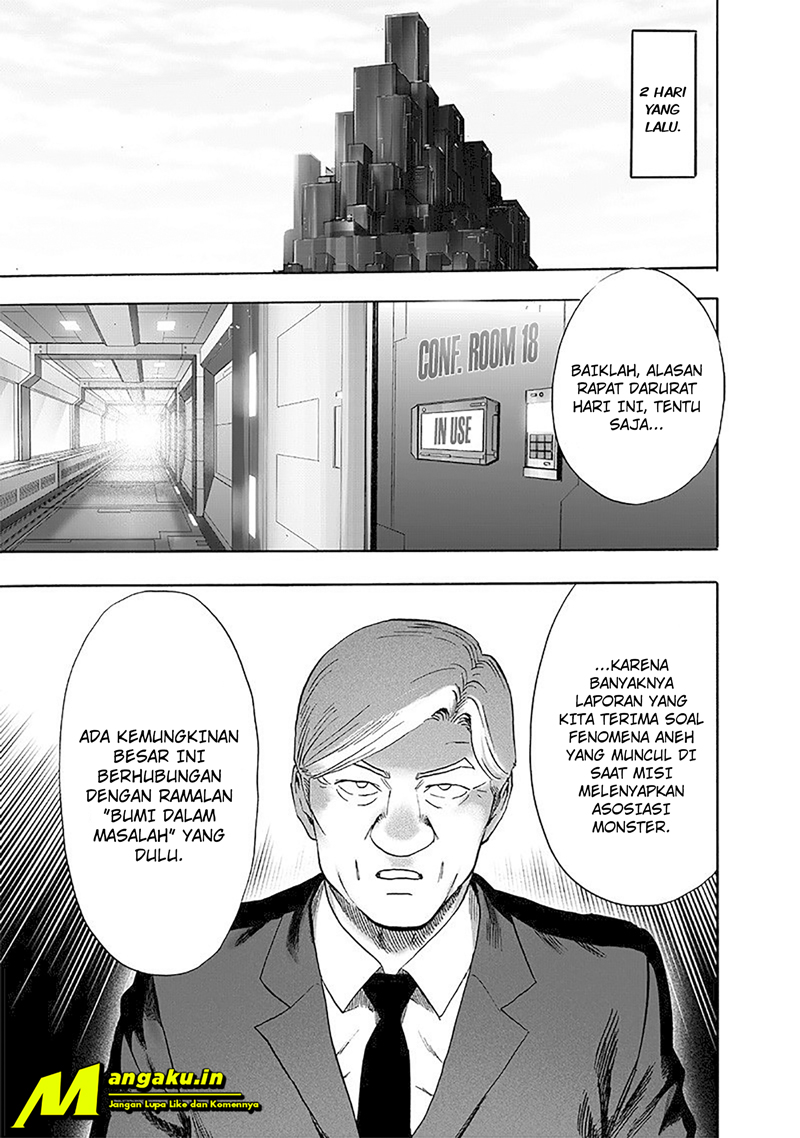 2 HARI
YANG
LALU.
CONF. ROOM 18
IN USE
BAIKLAH, ALASAN
RAPAT DARURAT
HARI INI, TENTU
SAJA...
...KARENA
BANYAKNYA
LAPORAN YANG
KITA TERIMA SOAL
FENOMENA ANEH
YANG MUNCUL DI
SAAT MISI
MELENYAPKAN
ASOSIASI
MONSTER.
ADA KEMUNGKINAN
BESAR INI
BERHUBUNGAN
DENGAN RAMALAN
"BUMI DALAM
MASALAH" YANG
DULU.
Mangaku.in
Jangan Lupa Like dan Komennya